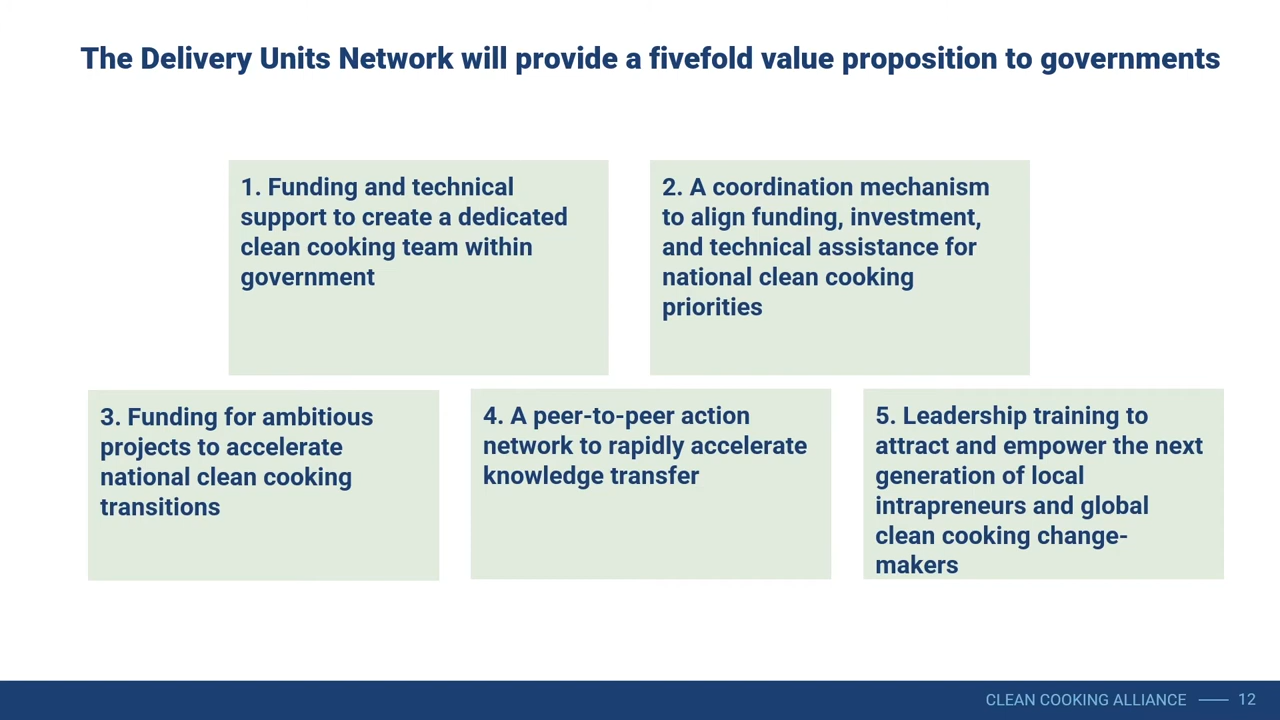 The Delivery Units Network will provide a fivefold value proposition to governments
1. Funding and technical
support to create a dedicated
clean cooking team within
government
2. A coordination mechanism
to align funding, investment,
and technical assistance for
national clean cooking
priorities
3. Funding for ambitious
projects to accelerate
national clean cooking
transitions
4. A peer-to-peer action
network to rapidly accelerate
knowledge transfer
5. Leadership training to
attract and empower the next
generation of local
intrapreneurs and global
clean cooking change-
makers
CLEAN COOKING ALLIANCE 12